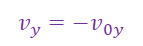 v_y = −v_{0y}